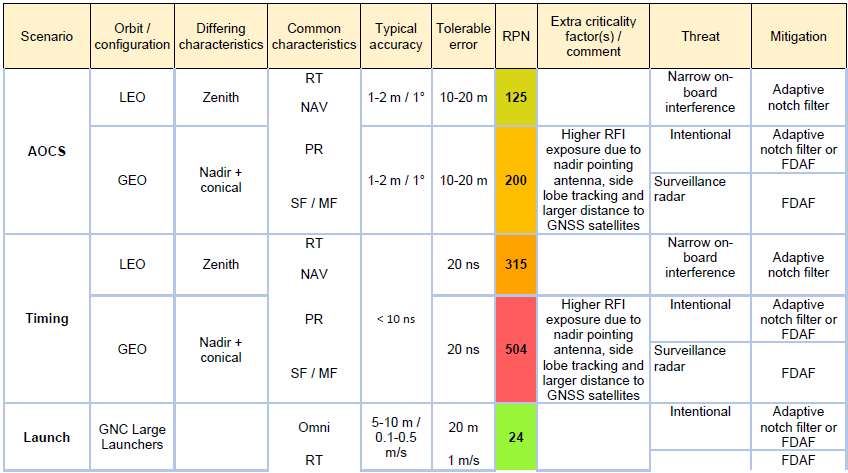 Scenario
Orbit /
configuration
Differing
characteristics
Common
characteristics
Typical
accuracy
Tolerable
error
RPN
Extra criticality
factor(s) /
comment
Threat
Mitigation
AOCS
LEO
Zenith
RT
NAV
1-2 m / 1°
10-20 m
125
Narrow on-
board
interference
Adaptive
notch filter
GEO
Nadir +
conical
PR
SF / MF
1-2 m / 1°
10-20 m
200
Higher RFI
exposure due to
nadir pointing
antenna, side
lobe tracking and
larger distance to
GNSS satellites
Intentional
Adaptive
notch filter or
FDAF
Surveillance
radar
FDAF
Timing
LEO
Zenith
RT
NAV
< 10 ns
20 ns
315
Narrow on-
board
interference
Adaptive
notch filter
GEO
Nadir +
conical
PR
SF / MF
20 ns
504
Higher RFI
exposure due to
nadir pointing
antenna, side
lobe tracking and
larger distance to
GNSS satellites
Intentional
Adaptive
notch filter or
FDAF
Surveillance
radar
FDAF
Launch
GNC Large
Launchers
Omni
RT
5-10 m /
0.1-0.5
m/s
20 m
1 m/s
24
Intentional
Adaptive
notch filter or
FDAF
FDAF